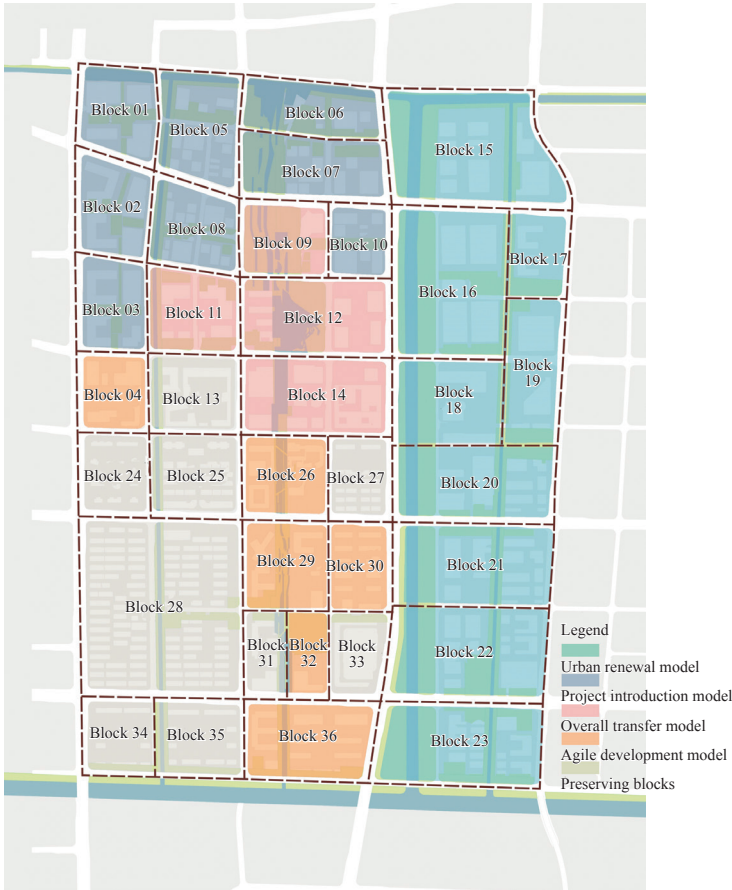 Block 01
Block 05
Block 06
Block 15
Block 07
Block 02
Block 08
Block 09
Block 10
Block 17
Block 16
Block 03
Block 11
Block 12
Block
19
Block 04
Block 13
Block 14
Block
18
Block 24
Block 25
Block 26
Block 27
Block 20
Block 29
Block 30
Block 21
Block 28
Block
31
Block
32
Block
33
Block 22
Block 34
Block 35
Block 36
Block 23
Legend
Urban renewal model
Project introduction model
Overall transfer model
Agile development model
Preserving blocks